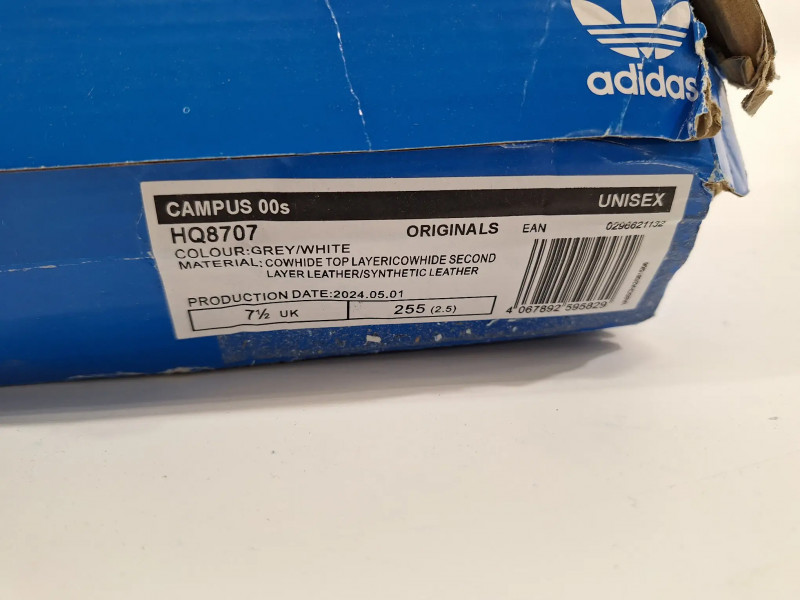 adidas
CAMPUS 00s UNISEX
HQ8707 ORIGINALS EAN 0296621132
COLOUR:GREY/WHITE
MATERIAL:COWHIDE TOP LAYER/COWHIDE SECOND
LAYER LEATHER/SYNTHETIC LEATHER
PRODUCTION DATE:2024.05.01
7½ UK 255 (2.5)
4 067892 595829